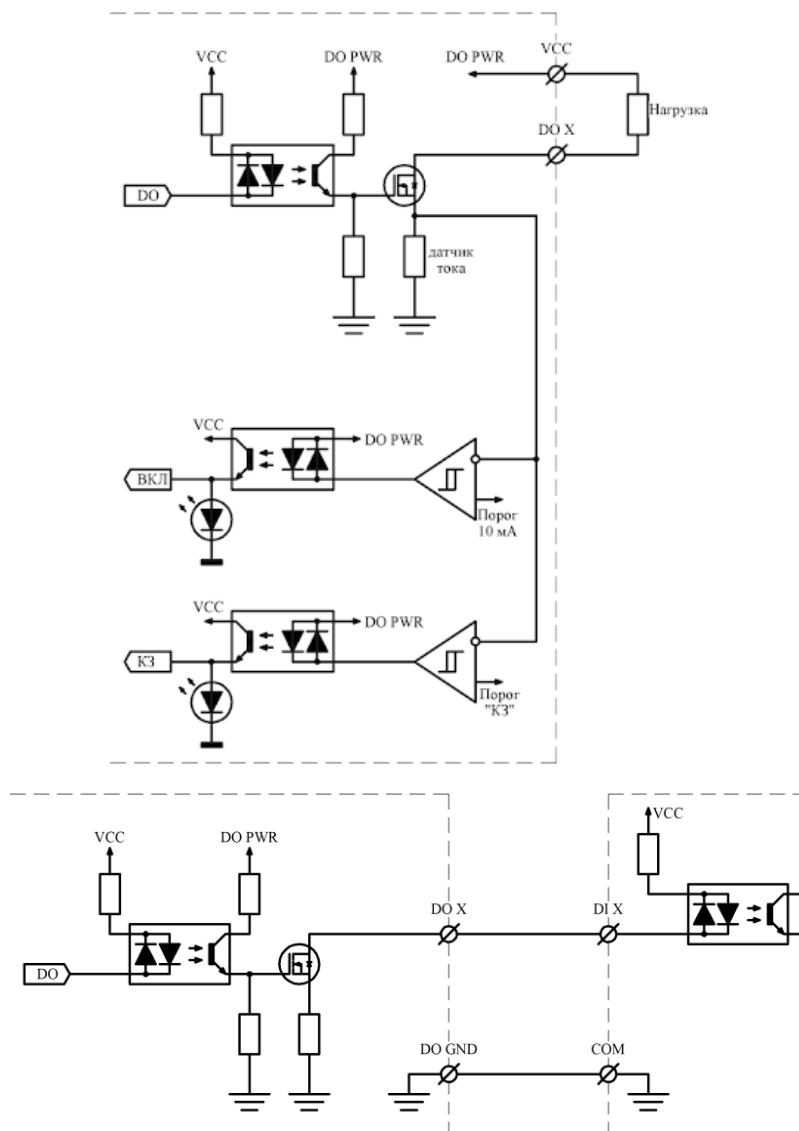 VCC
DO PWR
DO PWR
VCC
Нагрузка
DO X
DO
датчик
тока
VCC
DO PWR
ВКЛ
Порог
10 мА
VCC
DO PWR
КЗ
Порог
"КЗ"
VCC
DO PWR
VCC
DO X
DI X
DO
DO GND
COM